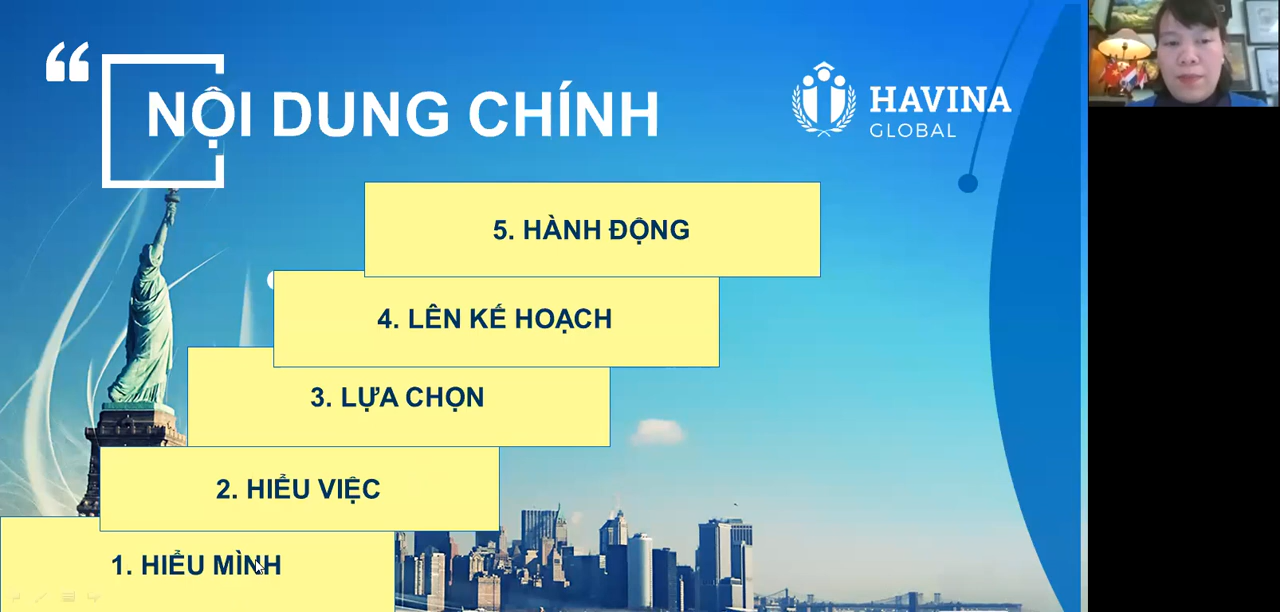 NỘI DUNG CHÍNH
HAVINA
GLOBAL
5. HÀNH ĐỘNG
4. LÊN KẾ HOẠCH
3. LỰA CHỌN
2. HIỂU VIỆC
1. HIỂU MÌNH